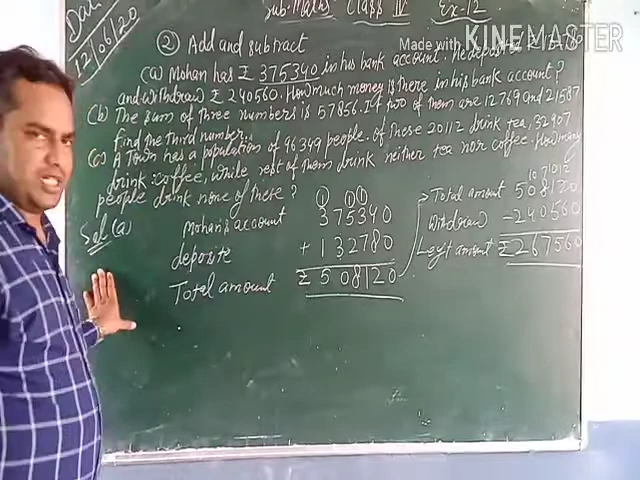 Date
12/06/20
Sub-Maths Class IV Ex-12
Made With KINEMASTER
② Add and subtract
(a) Mohan has ₹ 375340 in his bank account. He deposited
and withdraw ₹ 240560. How much money is there in his bank account?
(b) The sum of three numbers is 57856. If two of them are 12769 and 21587
find the third number.
(c) A Town has a population of 96349 people. of these 20112 drink tea, 32907
drink coffee, while rest of them drink neither tea nor coffee. How many
people drink none of these?
Sol (a)
Mohan's account 375340
deposite + 132780
Total amount ₹ 508120
Total amount 508120
Withdraw - 240560
Leyt amount ₹ 267560